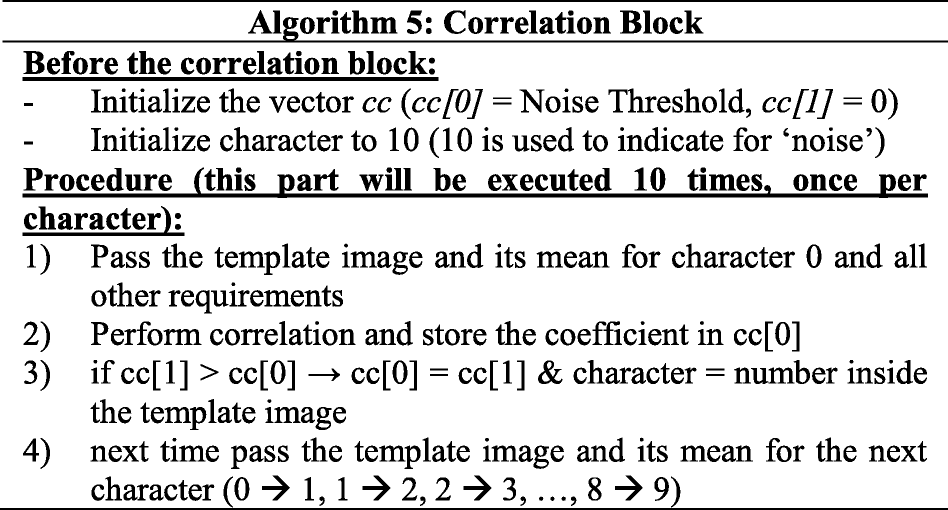 Algorithm 5: Correlation Block
Before the correlation block:
- Initialize the vector cc (cc[0] = Noise Threshold, cc[1] = 0)
- Initialize character to 10 (10 is used to indicate for ‘noise’)
Procedure (this part will be executed 10 times, once per
character):
1) Pass the template image and its mean for character 0 and all
other requirements
2) Perform correlation and store the coefficient in cc[0]
3) if cc[1] > cc[0] → cc[0] = cc[1] & character = number inside
the template image
4) next time pass the template image and its mean for the next
character (0 → 1, 1 → 2, 2 → 3, …, 8 → 9)